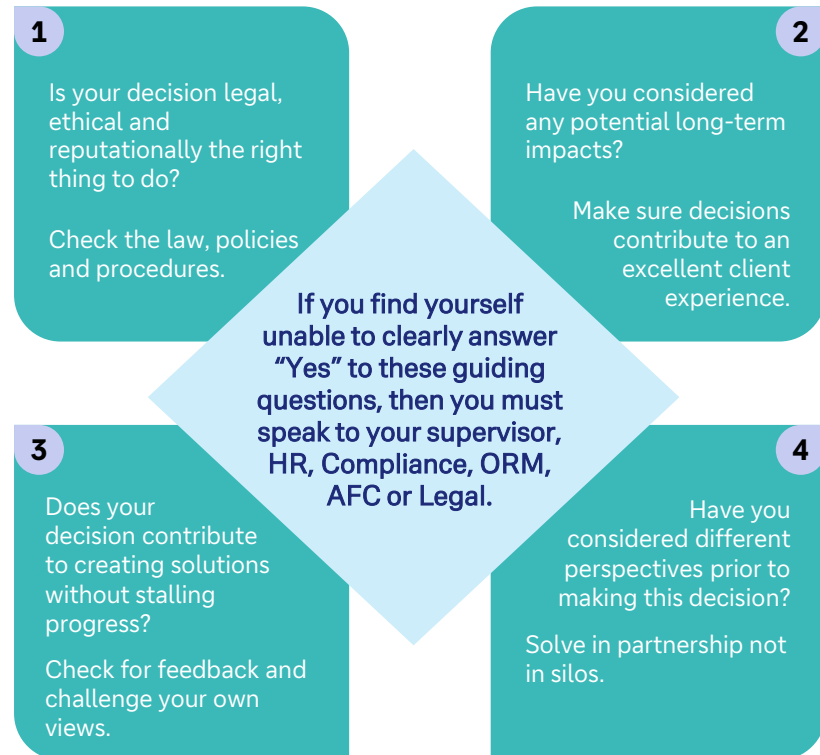 1
Is your decision legal,
ethical and
reputationally the right
thing to do?
Check the law, policies
and procedures.
2
Have you considered
any potential long-term
impacts?
Make sure decisions
contribute to an
excellent client
experience.
If you find yourself
unable to clearly answer
“Yes” to these guiding
questions, then you must
speak to your supervisor,
HR, Compliance, ORM,
AFC or Legal.
3
Does your
decision contribute
to creating solutions
without stalling
progress?
Check for feedback and
challenge your own
views.
4
Have you
considered different
perspectives prior to
making this decision?
Solve in partnership not
in silos.